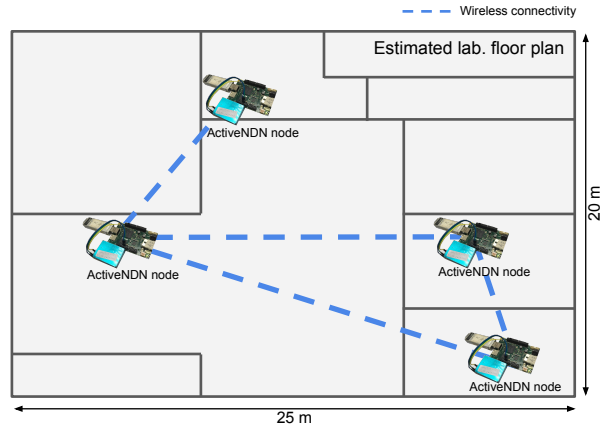 Wireless connectivity
Estimated lab. floor plan
ActiveNDN node
ActiveNDN node
ActiveNDN node
ActiveNDN node
20 m
25 m